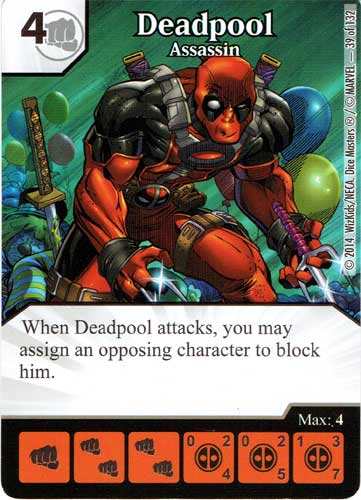 4
Deadpool
Assassin
© 2014 WizKids/NECA. Dice Masters ® / © MARVEL — 39 of 132
When Deadpool attacks, you may
assign an opposing character to block
him.
Max: 4
0 2 4
0 2 5
1 3 7